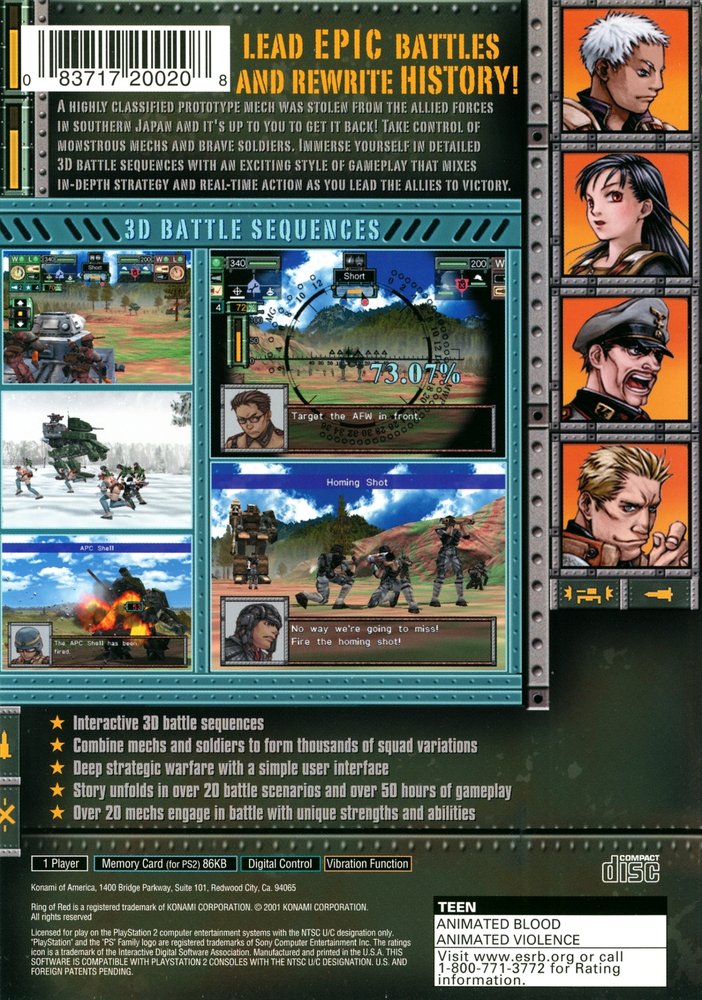 LEAD EPIC BATTLES
AND REWRITE HISTORY!
0 83717 20020 8
A HIGHLY CLASSIFIED PROTOTYPE MECH WAS STOLEN FROM THE ALLIED FORCES
IN SOUTHERN JAPAN AND IT'S UP TO YOU TO GET IT BACK! TAKE CONTROL OF
MONSTROUS MECHS AND BRAVE SOLDIERS. IMMERSE YOURSELF IN DETAILED
3D BATTLE SEQUENCES WITH AN EXCITING STYLE OF GAMEPLAY THAT MIXES
IN-DEPTH STRATEGY AND REAL-TIME ACTION AS YOU LEAD THE ALLIES TO VICTORY.
3D BATTLE SEQUENCES
340
Short
200
340
Short
200
4
72
73.07%
Target the AFW in front.
Homing Shot
No way we're going to miss!
Fire the homing shot!
APC Shell
The APC Shell has been
fired.
Interactive 3D battle sequences
Combine mechs and soldiers to form thousands of squad variations
Deep strategic warfare with a simple user interface
Story unfolds in over 20 battle scenarios and over 50 hours of gameplay
Over 20 mechs engage in battle with unique strengths and abilities
1 Player
Memory Card (for PS2) 86KB
Digital Control
Vibration Function
COMPACT
disc
Konami of America, 1400 Bridge Parkway, Suite 101, Redwood City, Ca. 94065
Ring of Red is a registered trademark of KONAMI CORPORATION. © 2001 KONAMI CORPORATION.
All rights reserved
Licensed for play on the PlayStation 2 computer entertainment systems with the NTSC U/C designation only.
"PlayStation" and the 'PS' Family logo are registered trademarks of Sony Computer Entertainment Inc. The ratings
icon is a trademark of the Interactive Digital Software Association. Manufactured and printed in the U.S.A. THIS
SOFTWARE IS COMPATIBLE WITH PLAYSTATION 2 CONSOLES WITH THE NTSC U/C DESIGNATION. U.S. AND
FOREIGN PATENTS PENDING.
TEEN
ANIMATED BLOOD
ANIMATED VIOLENCE
Visit www.esrb.org or call
1-800-771-3772 for Rating
information.